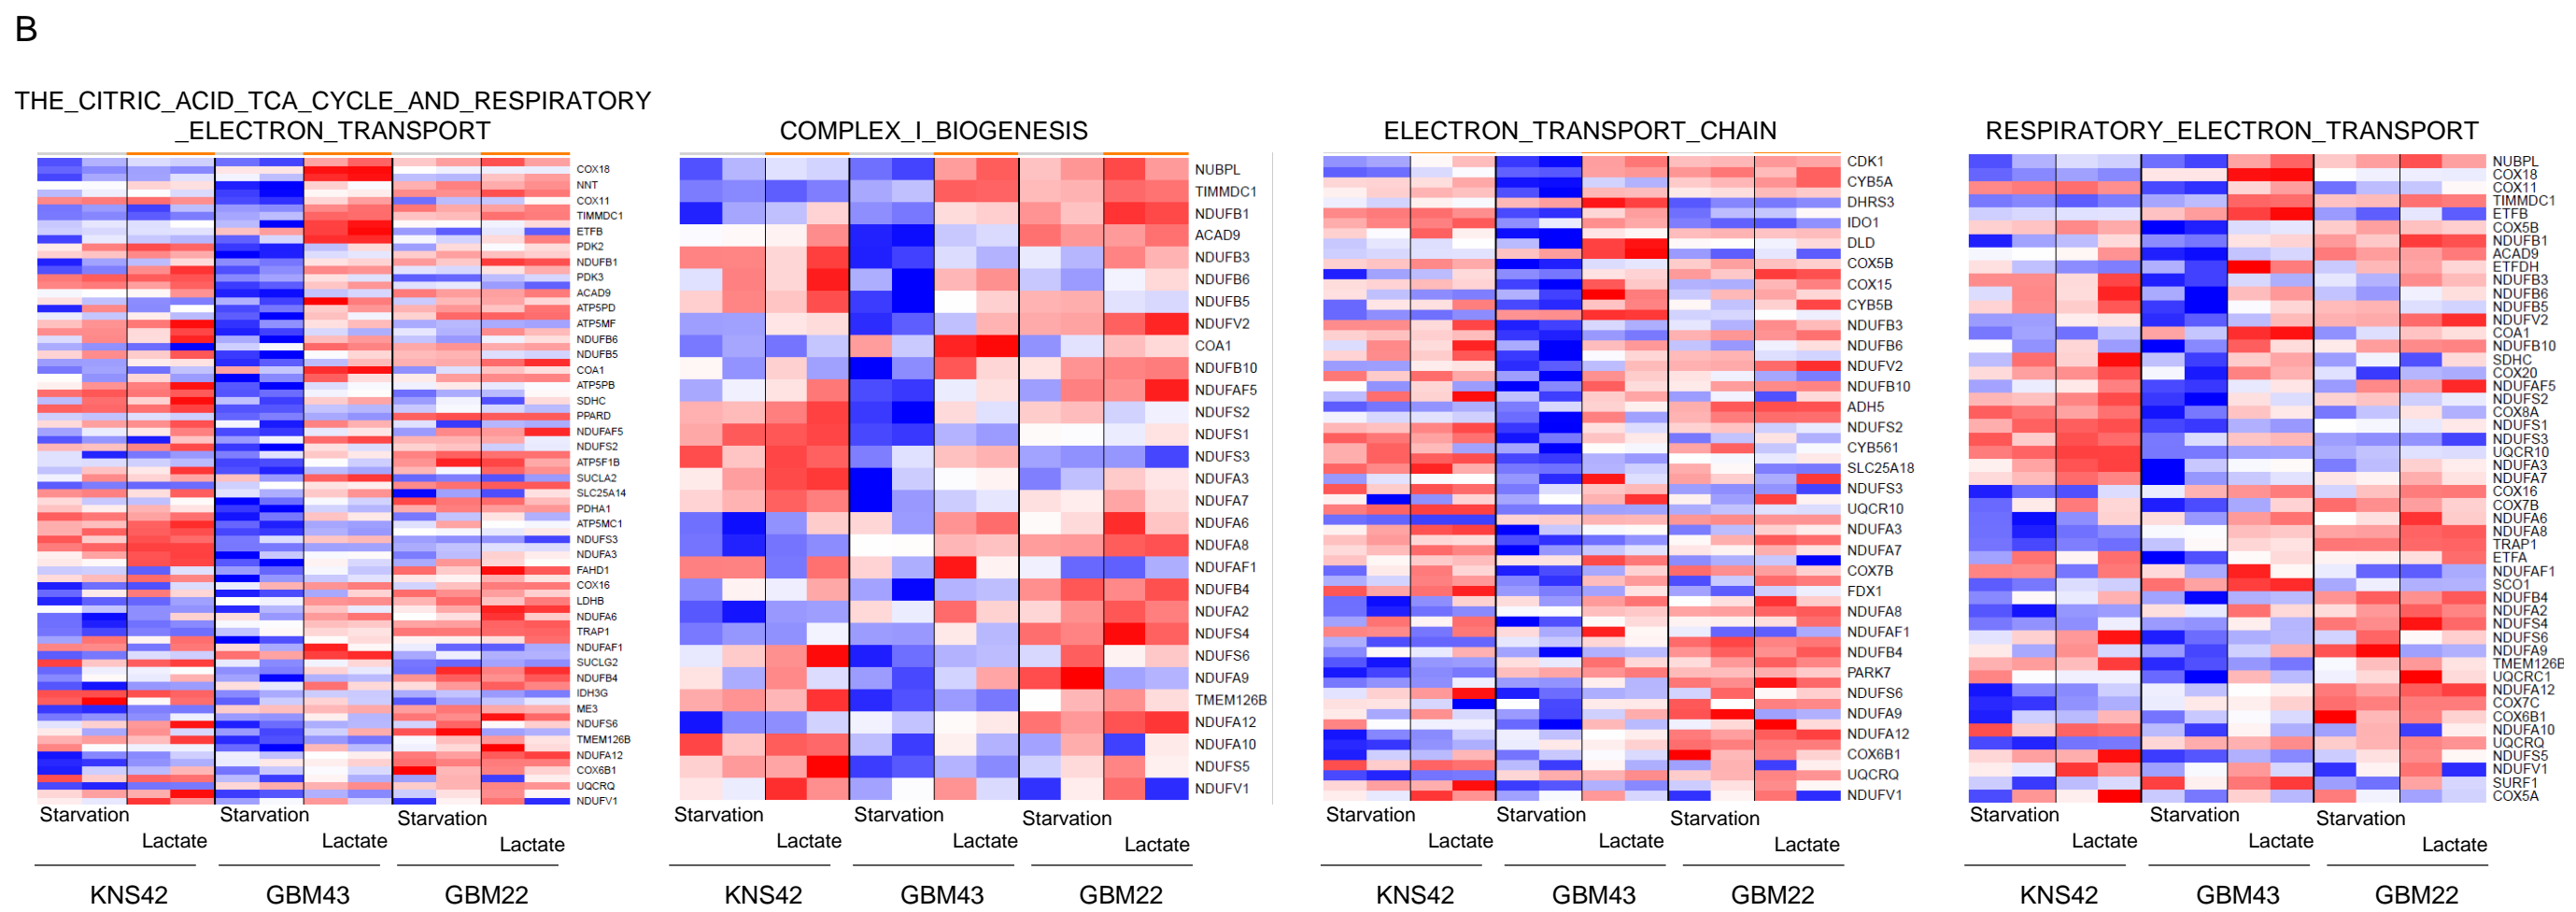 B
THE_CITRIC_ACID_TCA_CYCLE_AND_RESPIRATORY
_ELECTRON_TRANSPORT
COX18
NNT
COX11
TIMMDC1
ETFB
PDK2
NDUFB1
PDK3
ACAD9
ATP5PD
ATP5MF
NDUFB6
NDUFB5
COA1
ATP5PB
SDHC
PPARD
NDUFAF5
NDUFS2
ATP5F1B
SUCLA2
SLC25A14
PDHA1
ATP5MC1
NDUFS3
NDUFA3
FAHD1
COX16
LDHB
NDUFA6
TRAP1
NDUFAF1
SUCLG2
NDUFB4
IDH3G
ME3
NDUFS6
TMEM126B
NDUFA12
COX6B1
UQCRQ
NDUFV1
Starvation
Lactate
Starvation
Lactate
Starvation
Lactate
KNS42
GBM43
GBM22
COMPLEX_I_BIOGENESIS
NUBPL
TIMMDC1
NDUFB1
ACAD9
NDUFB3
NDUFB6
NDUFB5
NDUFV2
COA1
NDUFB10
NDUFAF5
NDUFS2
NDUFS1
NDUFS3
NDUFA3
NDUFA7
NDUFA6
NDUFA8
NDUFAF1
NDUFB4
NDUFA2
NDUFS4
NDUFS6
NDUFA9
TMEM126B
NDUFA12
NDUFA10
NDUFS5
NDUFV1
Starvation
Lactate
Starvation
Lactate
Starvation
Lactate
KNS42
GBM43
GBM22
ELECTRON_TRANSPORT_CHAIN
CDK1
CYB5A
DHRS3
IDO1
DLD
COX5B
COX15
CYB5B
NDUFB3
NDUFB6
NDUFV2
NDUFB10
ADH5
NDUFS2
CYB561
SLC25A18
NDUFS3
UQCR10
NDUFA3
NDUFA7
COX7B
FDX1
NDUFA8
NDUFAF1
NDUFB4
PARK7
NDUFS6
NDUFA9
NDUFA12
COX6B1
UQCRQ
NDUFV1
Starvation
Lactate
Starvation
Lactate
Starvation
Lactate
KNS42
GBM43
GBM22
RESPIRATORY_ELECTRON_TRANSPORT
NUBPL
COX18
COX11
TIMMDC1
ETFB
COX5B
NDUFB1
ACAD9
ETFDH
NDUFB3
NDUFB6
NDUFB5
NDUFV2
COA1
NDUFB10
SDHC
COX20
NDUFAF5
NDUFS2
COX8A
NDUFS1
NDUFS3
UQCR10
NDUFA3
NDUFA7
COX16
COX7B
NDUFA6
NDUFA8
TRAP1
ETFA
NDUFAF1
SCO1
NDUFB4
NDUFA2
NDUFS4
NDUFS6
NDUFA9
TMEM126B
UQCRC1
NDUFA12
COX7C
COX6B1
NDUFA10
UQCRQ
NDUFS5
NDUFV1
SURF1
COX5A
Starvation
Lactate
Starvation
Lactate
Starvation
Lactate
KNS42
GBM43
GBM22